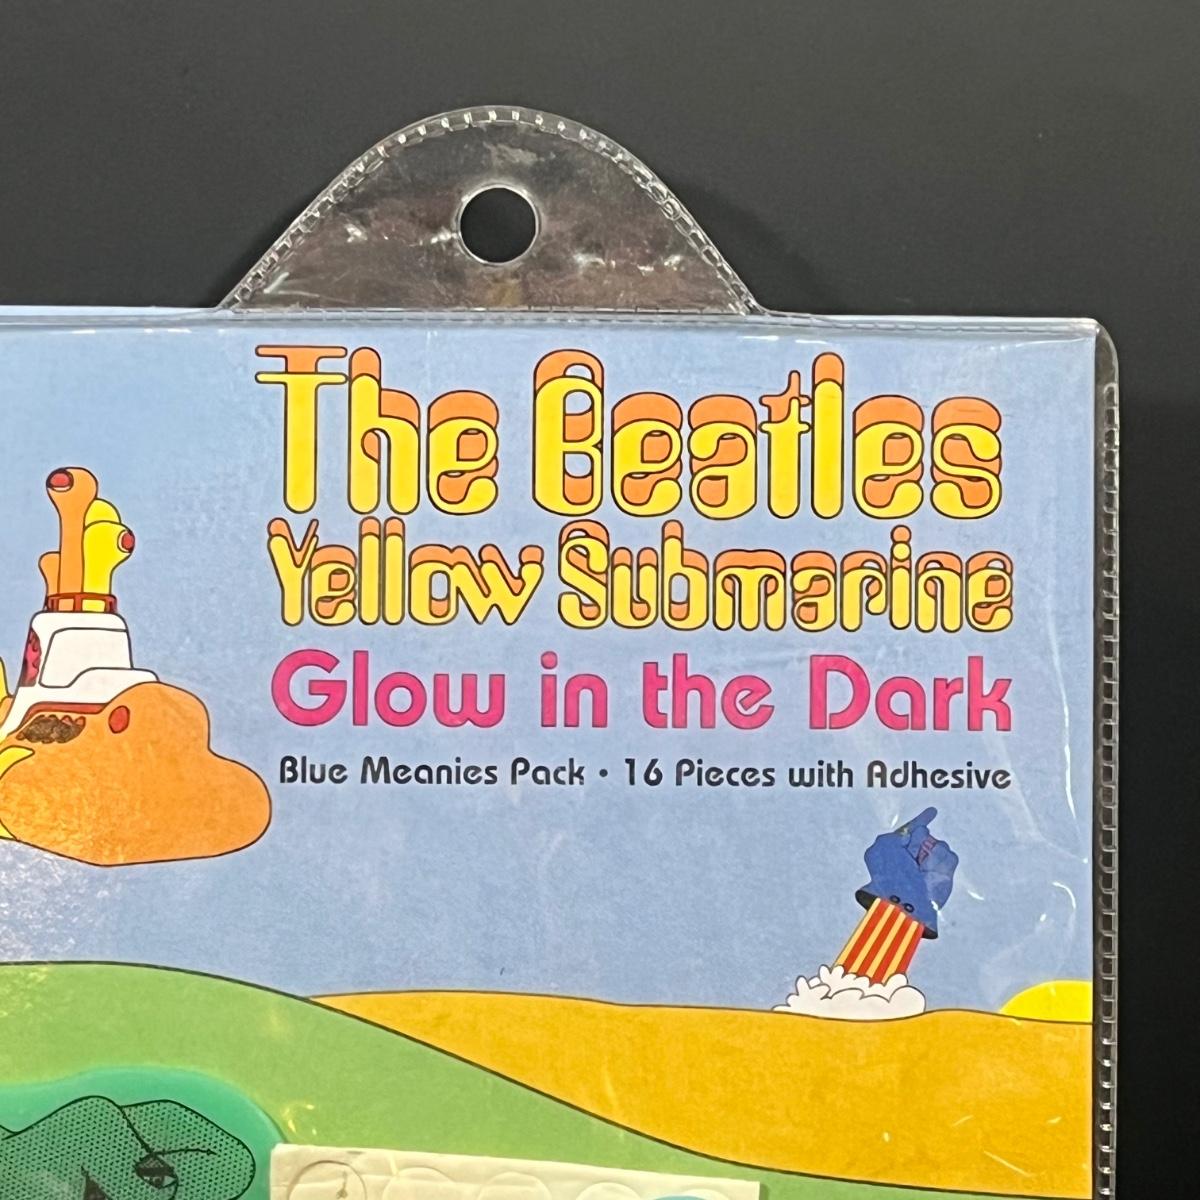 The Beatles
Yellow Submarine
Glow in the Dark
Blue Meanies Pack • 16 Pieces with Adhesive